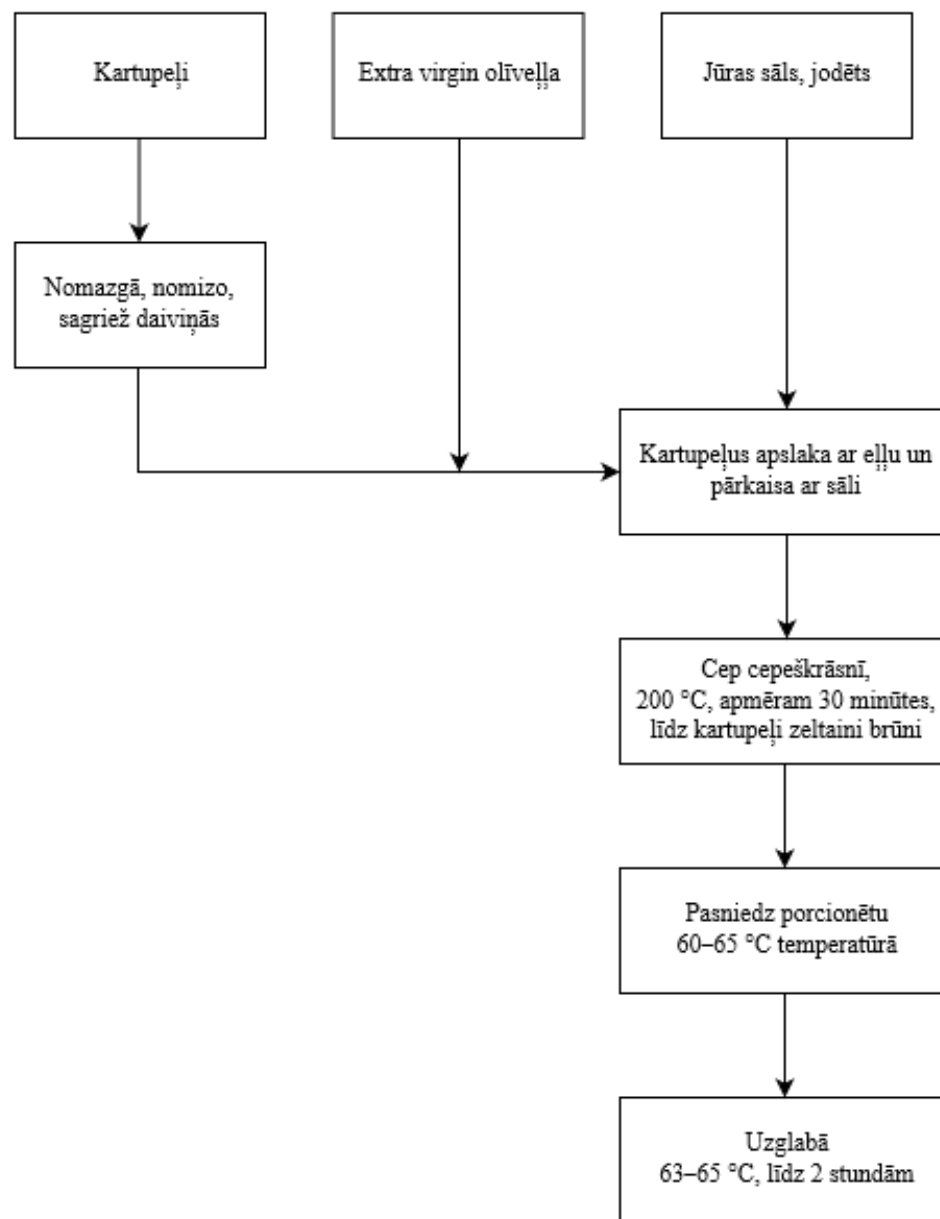 Kartupeļi
Extra virgin olīveļļa
Jūras sāls, jodēts
Nomazgā, nomizo,
sagriež daiviņās
Kartupeļus apslaka ar eļļu un
pārkaisa ar sāli
Cep cepeškrāsnī,
200 °C, apmēram 30 minūtes,
līdz kartupeļi zeltaini brūni
Pasniedz porcionētu
60–65 °C temperatūrā
Uzglabā
63–65 °C, līdz 2 stundām